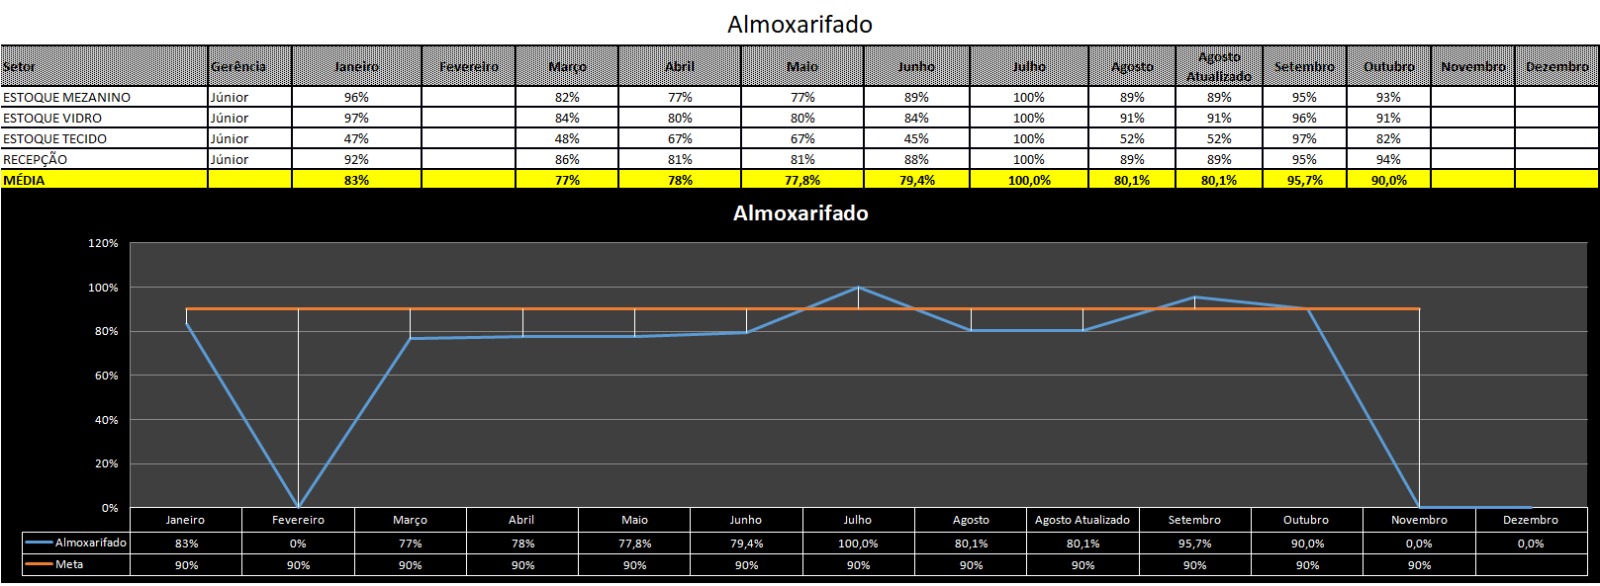 Almoxarifado
Setor Gerência Janeiro Fevereiro Março Abril Maio Junho Julho Agosto Agosto Atualizado Setembro Outubro Novembro Dezembro
ESTOQUE MEZANINO Júnior 96% 82% 77% 77% 89% 100% 89% 89% 95% 93%
ESTOQUE VIDRO Júnior 97% 84% 80% 80% 84% 100% 91% 91% 96% 91%
ESTOQUE TECIDO Júnior 47% 48% 67% 67% 45% 100% 52% 52% 97% 82%
RECEPÇÃO Júnior 92% 86% 81% 81% 88% 100% 89% 89% 95% 94%
MÉDIA 83% 77% 78% 77,8% 79,4% 100,0% 80,1% 80,1% 95,7% 90,0%
Almoxarifado
120%
100%
80%
60%
40%
20%
0%
Janeiro Fevereiro Março Abril Maio Junho Julho Agosto Agosto Atualizado Setembro Outubro Novembro Dezembro
Almoxarifado 83% 0% 77% 78% 77,8% 79,4% 100,0% 80,1% 80,1% 95,7% 90,0% 0,0% 0,0%
Meta 90% 90% 90% 90% 90% 90% 90% 90% 90% 90% 90% 90%